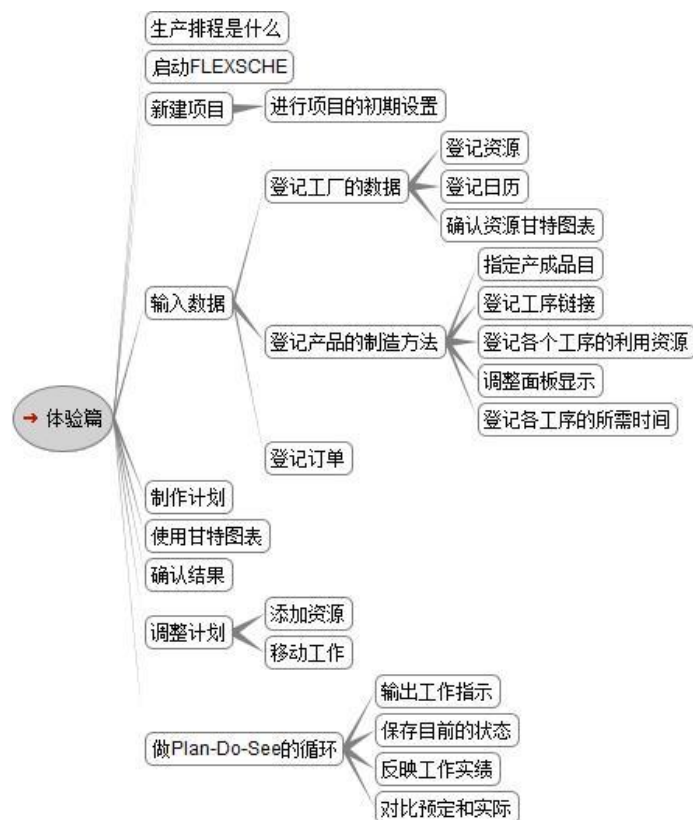 生产排程是什么
启动FLEXSCHE
新建项目
进行项目的初期设置
登记资源
登记工厂的数据
登记日历
确认资源甘特图表
指定产成品目
输入数据
登记工序链接
登记产品的制造方法
登记各个工序的利用资源
调整面板显示
→ 体验篇
登记各工序的所需时间
登记订单
制作计划
使用甘特图表
确认结果
添加资源
调整计划
移动工作
输出工作指示
保存目前的状态
做Plan-Do-See的循环
反映工作实绩
对比预定和实际